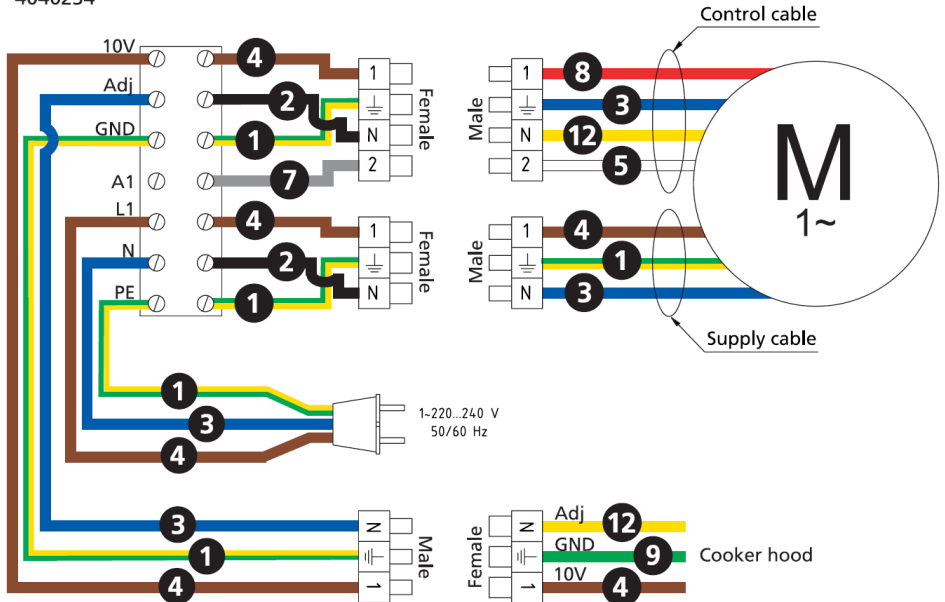 4040234
Control cable
10V
Adj
GND
A1
L1
N
PE
4
2
1
7
4
2
1
1
N
2
Female
1
N
Female
Male
1
N
2
8
3
12
5
Male
1
N
4
1
3
M
1~
Supply cable
1
3
4
1~220...240 V
50/60 Hz
3
1
4
N
1
Male
Female
N
1
Adj
GND
10V
12
9
4
Cooker hood